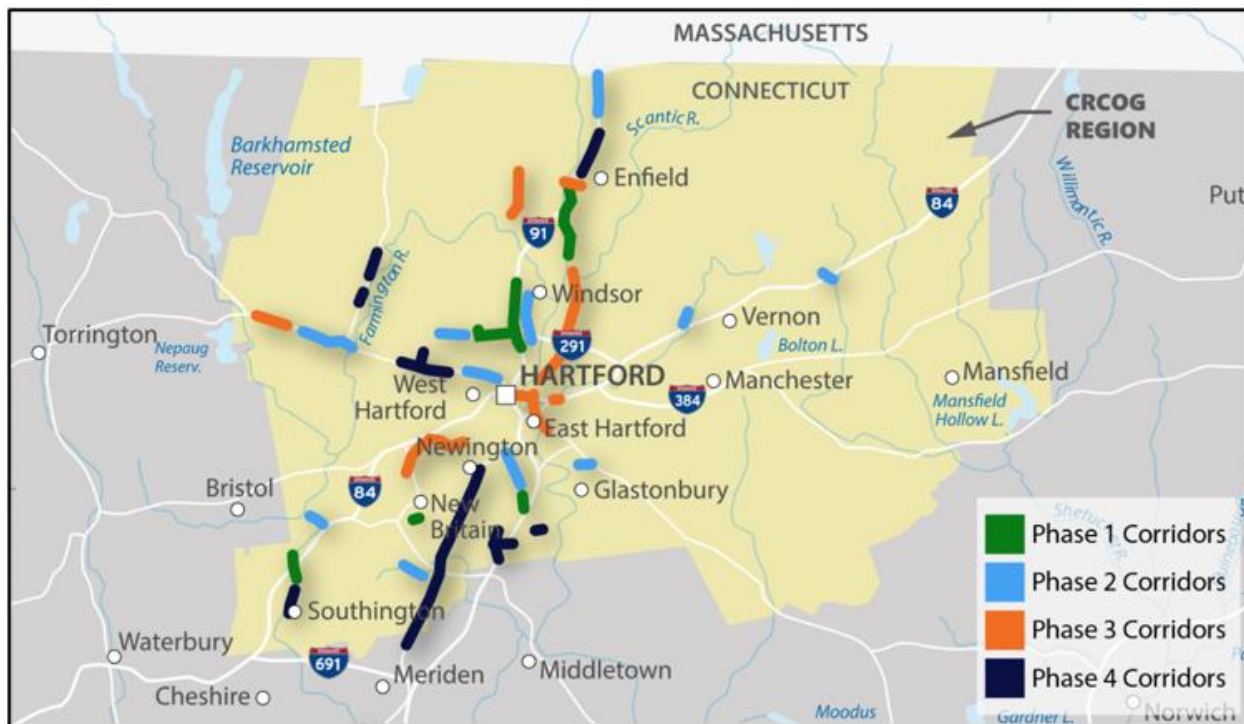 MASSACHUSETTS
CONNECTICUT
CRCOG
REGION
Scantic R.
Barkhamsted
Reservoir
Enfield
Willimantic R.
84
Put
91
Farmington R.
Windsor
Torrington
Nepaug
Reserv.
291
Vernon
Bolton L.
HARTFORD
West
Hartford
Manchester
Mansfield
384
Mansfield
Hollow L.
East Hartford
Newington
Bristol
84
Glastonbury
New
Britain
Phase 1 Corridors
Phase 2 Corridors
Phase 3 Corridors
Phase 4 Corridors
Southington
Waterbury
691
Meriden
Middletown
Cheshire
Moodus
Gardner L.
Norwich